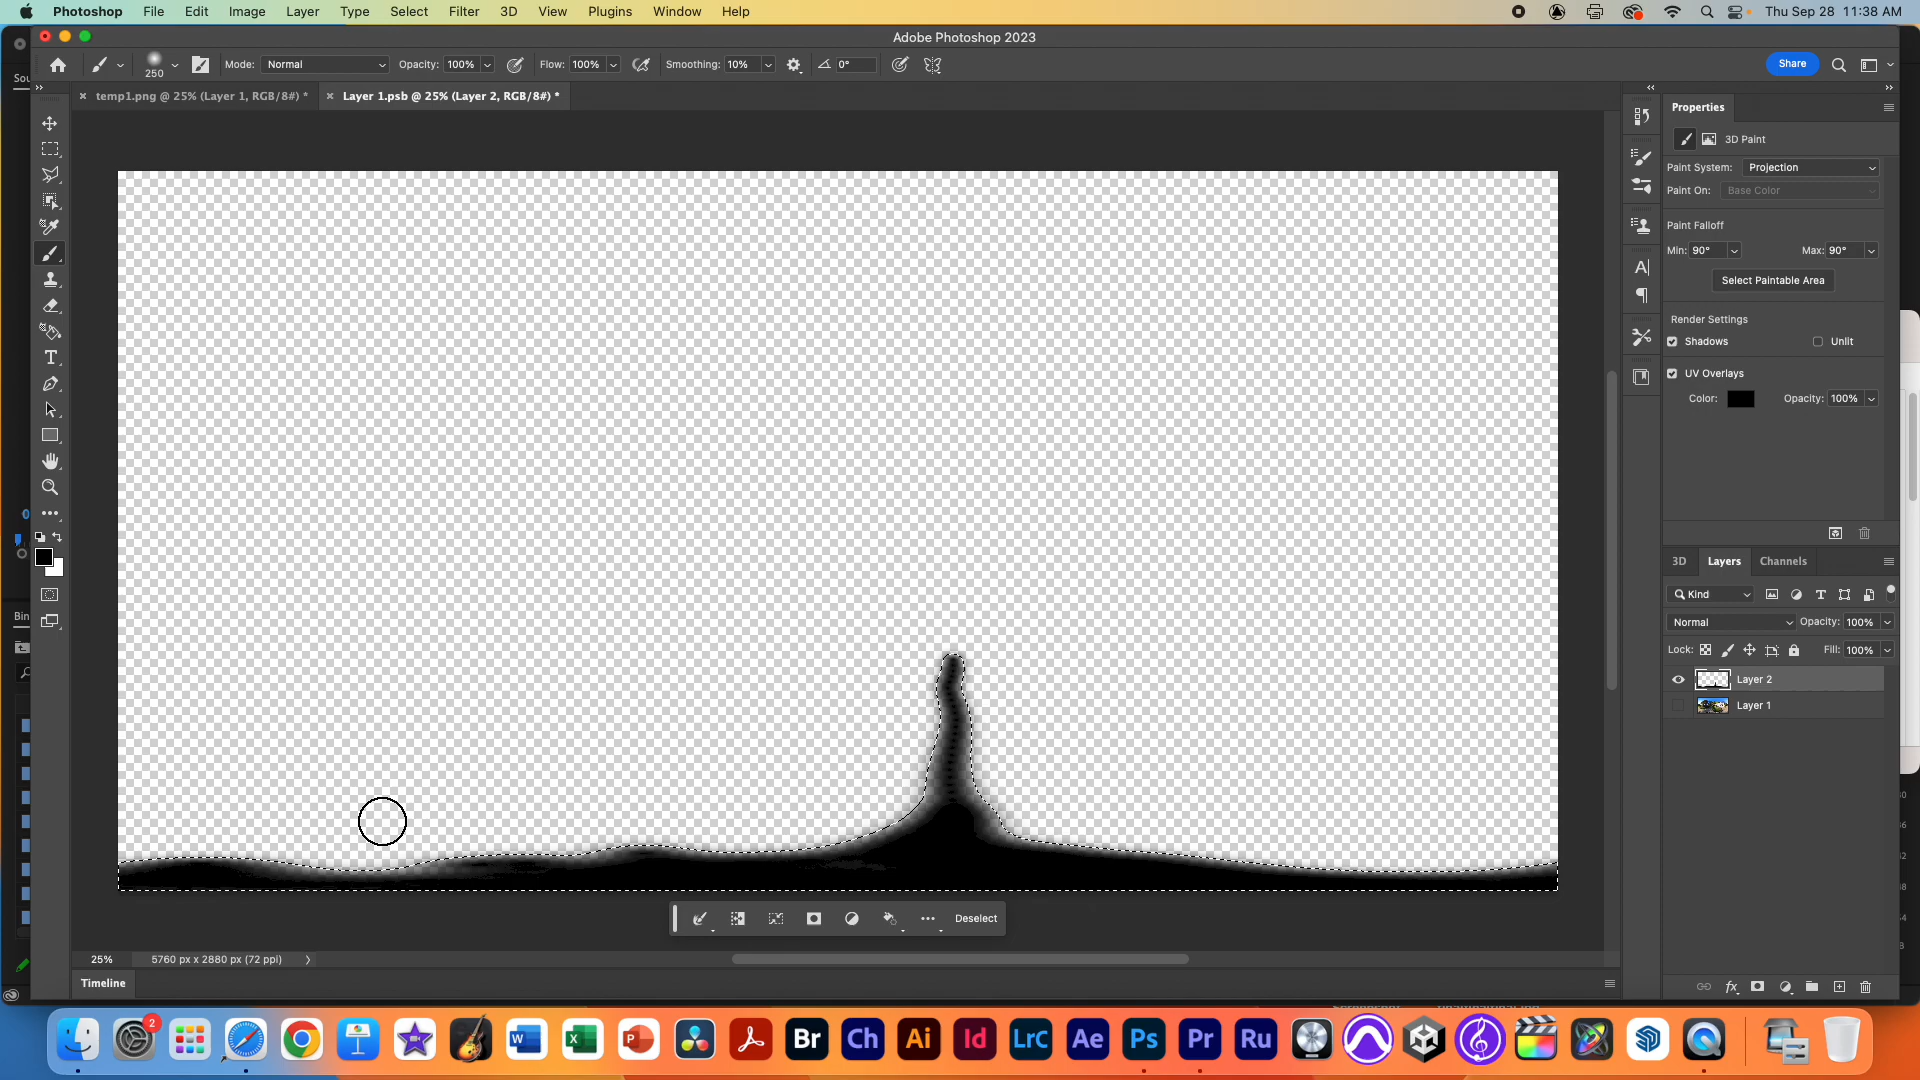 Photoshop File Edit Image Layer Type Select Filter 3D View Plugins Window Help Thu Sep 28 11:38 AM
Adobe Photoshop 2023
250 Mode: Normal Opacity: 100% Flow: 100% Smoothing: 10% 0° Share
Sou
temp1.png @ 25% (Layer 1, RGB/8#) * Layer 1.psb @ 25% (Layer 2, RGB/8#) *
Properties
3D Paint
Paint System: Projection
Paint On: Base Color
Paint Falloff
Min: 90° Max: 90°
Select Paintable Area
Render Settings
Shadows Unlit
UV Overlays
Color: Opacity: 100%
3D Layers Channels
Kind
Normal Opacity: 100%
Lock: Fill: 100%
Layer 2
Layer 1
Bin
Deselect
25% 5760 px x 2880 px (72 ppi)
Timeline
2 W X P Br Ch Ai Id LrC Ae Ps Pr Ru